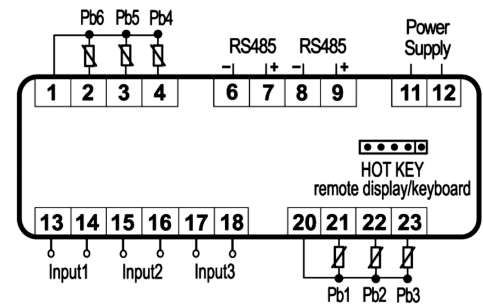 Pb6 Pb5 Pb4
RS485 RS485
Power
Supply
– + – +
1 2 3 4 6 7 8 9 11 12
HOT KEY
remote display/keyboard
13 14 15 16 17 18 20 21 22 23
Input1 Input2 Input3
Pb1 Pb2 Pb3